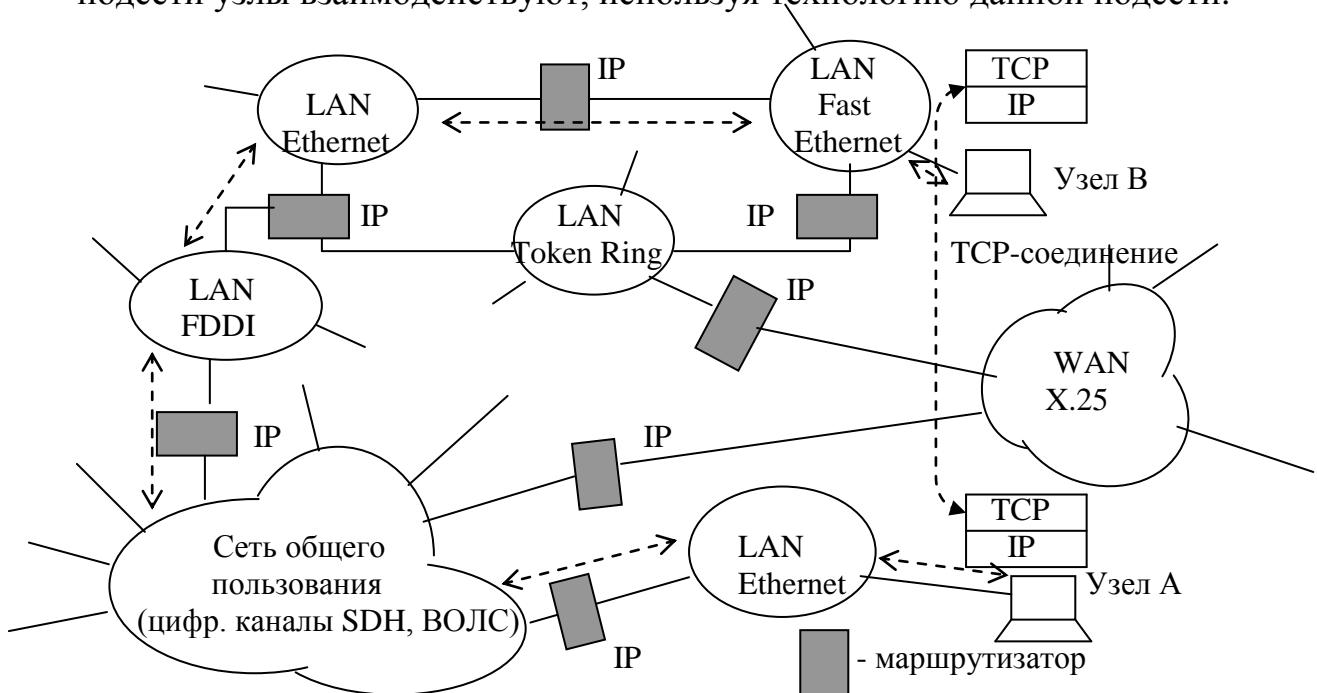 подсети узлы взаимодействуют, используя технологию данной подсети.
IP
LAN
Ethernet
LAN
Fast
Ethernet
TCP
IP
Узел B
IP
LAN
Token Ring
IP
TCP-соединение
LAN
FDDI
IP
WAN
X.25
IP
IP
TCP
IP
Узел A
Сеть общего
пользования
(цифр. каналы SDH, ВОЛС)
LAN
Ethernet
IP
- маршрутизатор